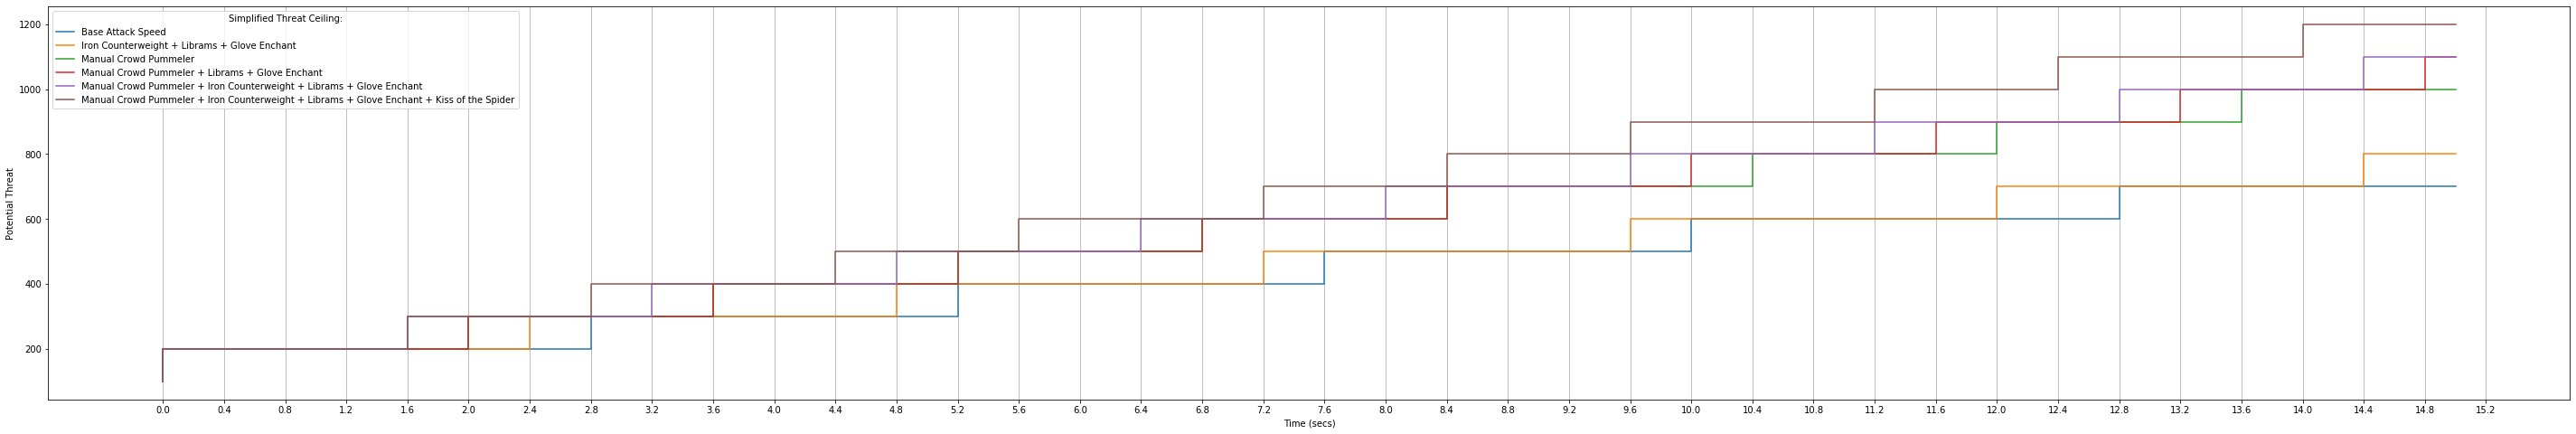 Simplified Threat Ceiling:
Base Attack Speed
Iron Counterweight + Librams + Glove Enchant
Manual Crowd Pummeler
Manual Crowd Pummeler + Librams + Glove Enchant
Manual Crowd Pummeler + Iron Counterweight + Librams + Glove Enchant
Manual Crowd Pummeler + Iron Counterweight + Librams + Glove Enchant + Kiss of the Spider
Potential Threat
1200
1000
800
600
400
200
0.0 0.4 0.8 1.2 1.6 2.0 2.4 2.8 3.2 3.6 4.0 4.4 4.8 5.2 5.6 6.0 6.4 6.8 7.2 7.6 8.0 8.4 8.8 9.2 9.6 10.0 10.4 10.8 11.2 11.6 12.0 12.4 12.8 13.2 13.6 14.0 14.4 14.8 15.2
Time (secs)